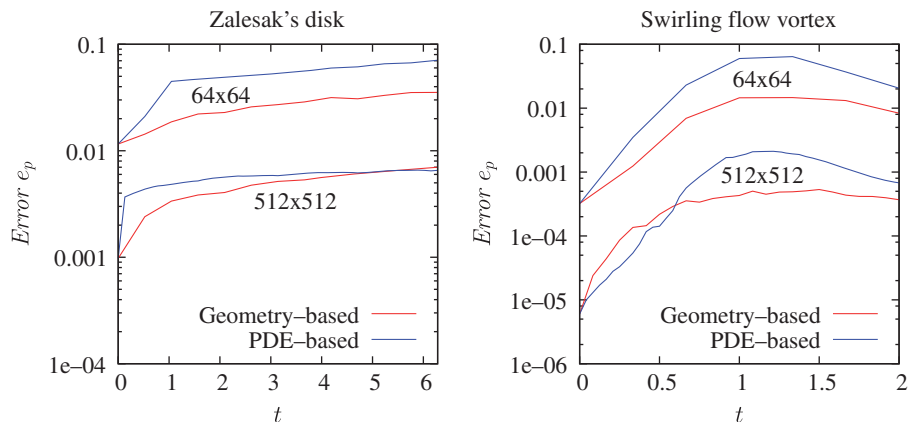 Zalesak's disk
0.1
0.01
0.001
1e−04
Error e_p
64x64
512x512
Geometry−based
PDE−based
0 1 2 3 4 5 6
t
Swirling flow vortex
0.1
0.01
0.001
1e−04
1e−05
1e−06
Error e_p
64x64
512x512
Geometry−based
PDE−based
0 0.5 1 1.5 2
t